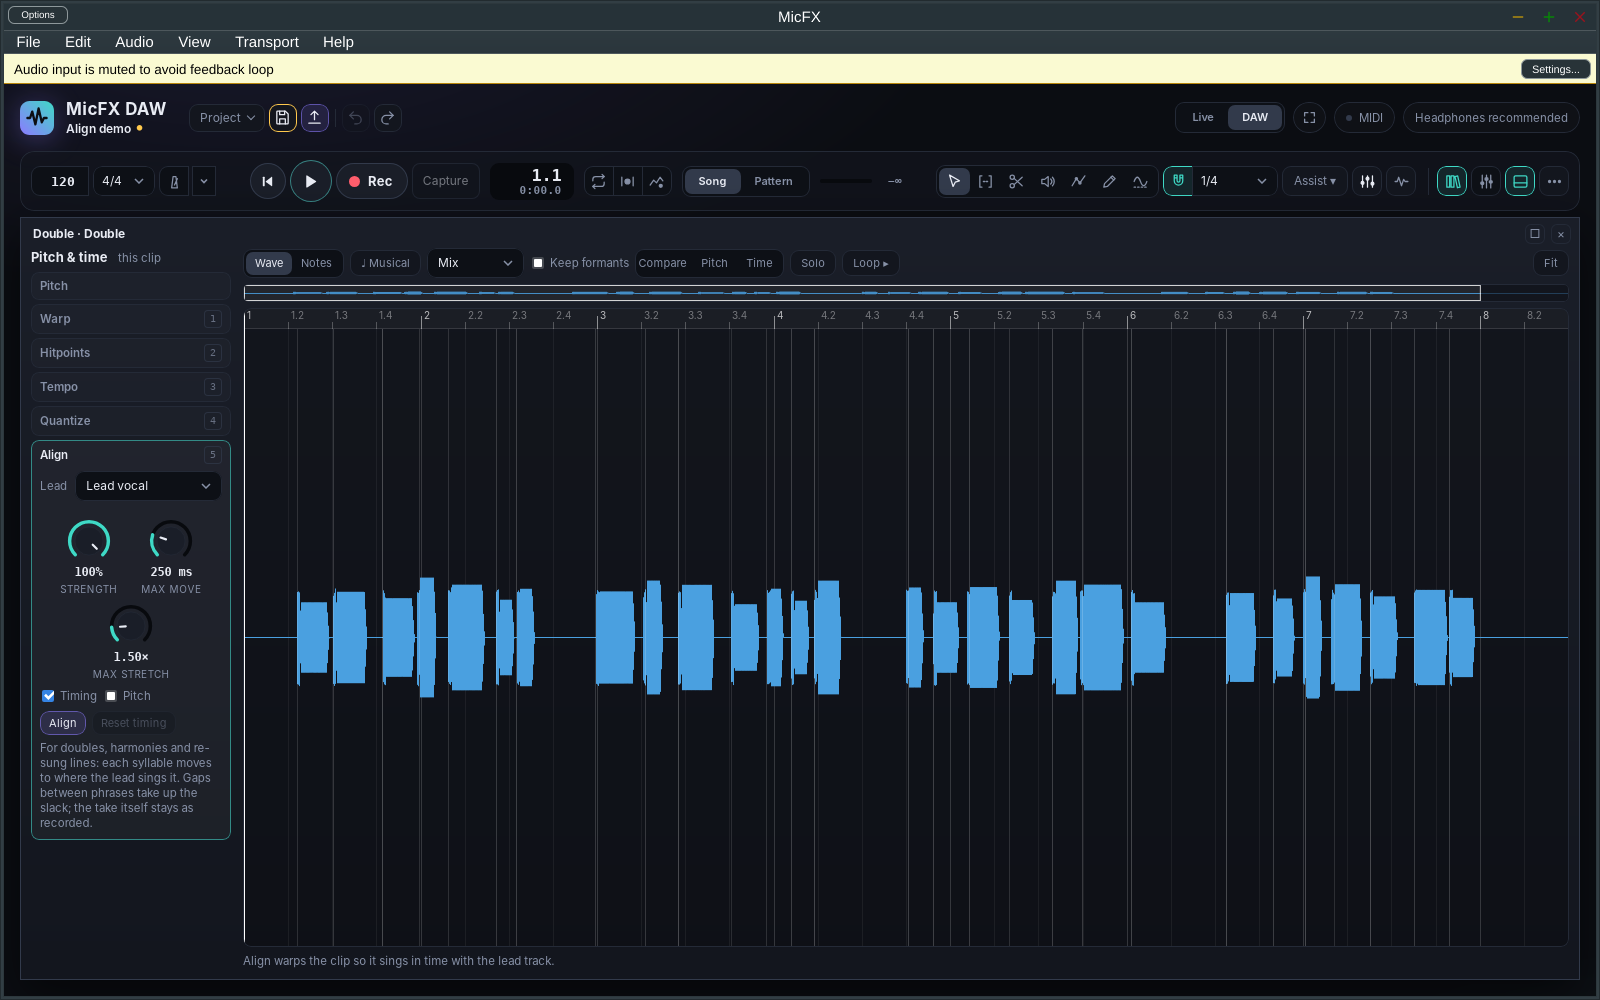 Options
MicFX
File Edit Audio View Transport Help
Audio input is muted to avoid feedback loop
Settings...
MicFX DAW
Align demo
Project
Live DAW
MIDI
Headphones recommended
120
4/4
Rec
Capture
1.1
0:00.0
Song Pattern
-∞
1/4
Assist ▾
Double · Double
Pitch & time this clip
Wave Notes
♩ Musical
Mix
Keep formants
Compare Pitch Time
Solo
Loop ▸
Fit
1 1.2 1.3 1.4 2 2.2 2.3 2.4 3 3.2 3.3 3.4 4 4.2 4.3 4.4 5 5.2 5.3 5.4 6 6.2 6.3 6.4 7 7.2 7.3 7.4 8 8.2
Pitch
Warp 1
Hitpoints 2
Tempo 3
Quantize 4
Align 5
Lead Lead vocal
100% 250 ms
STRENGTH MAX MOVE
1.50×
MAX STRETCH
Timing Pitch
Align Reset timing
For doubles, harmonies and re-
sung lines: each syllable moves
to where the lead sings it. Gaps
between phrases take up the
slack; the take itself stays as
recorded.
Align warps the clip so it sings in time with the lead track.